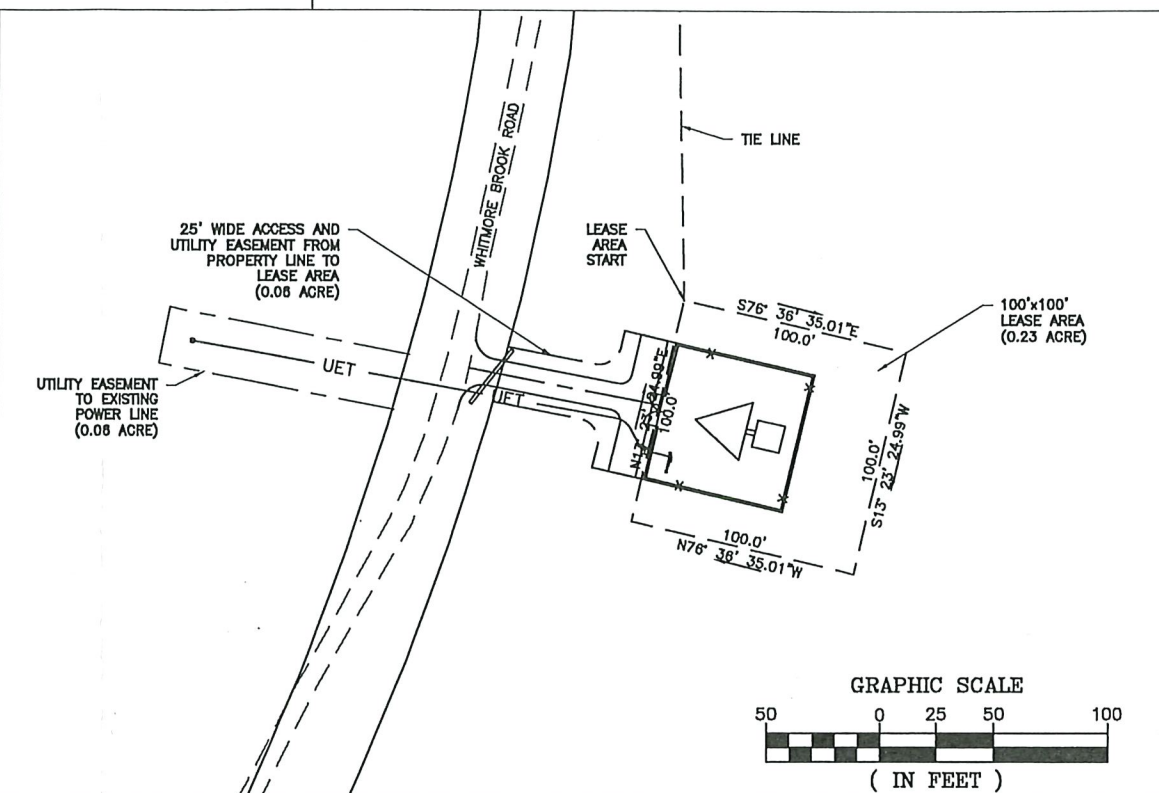 WHITMORE BROOK ROAD
TIE LINE
25' WIDE ACCESS AND
UTILITY EASEMENT FROM
PROPERTY LINE TO
LEASE AREA
(0.06 ACRE)
LEASE
AREA
START
S76° 36' 35.01"E
100.0'
100'x100'
LEASE AREA
(0.23 ACRE)
UET
UET
UTILITY EASEMENT
TO EXISTING
POWER LINE
(0.06 ACRE)
23' 24.99"E
100.0'
100.0'
S13° 23' 24.99"W
100.0'
N76° 36' 35.01"W
GRAPHIC SCALE
50 0 25 50 100
( IN FEET )